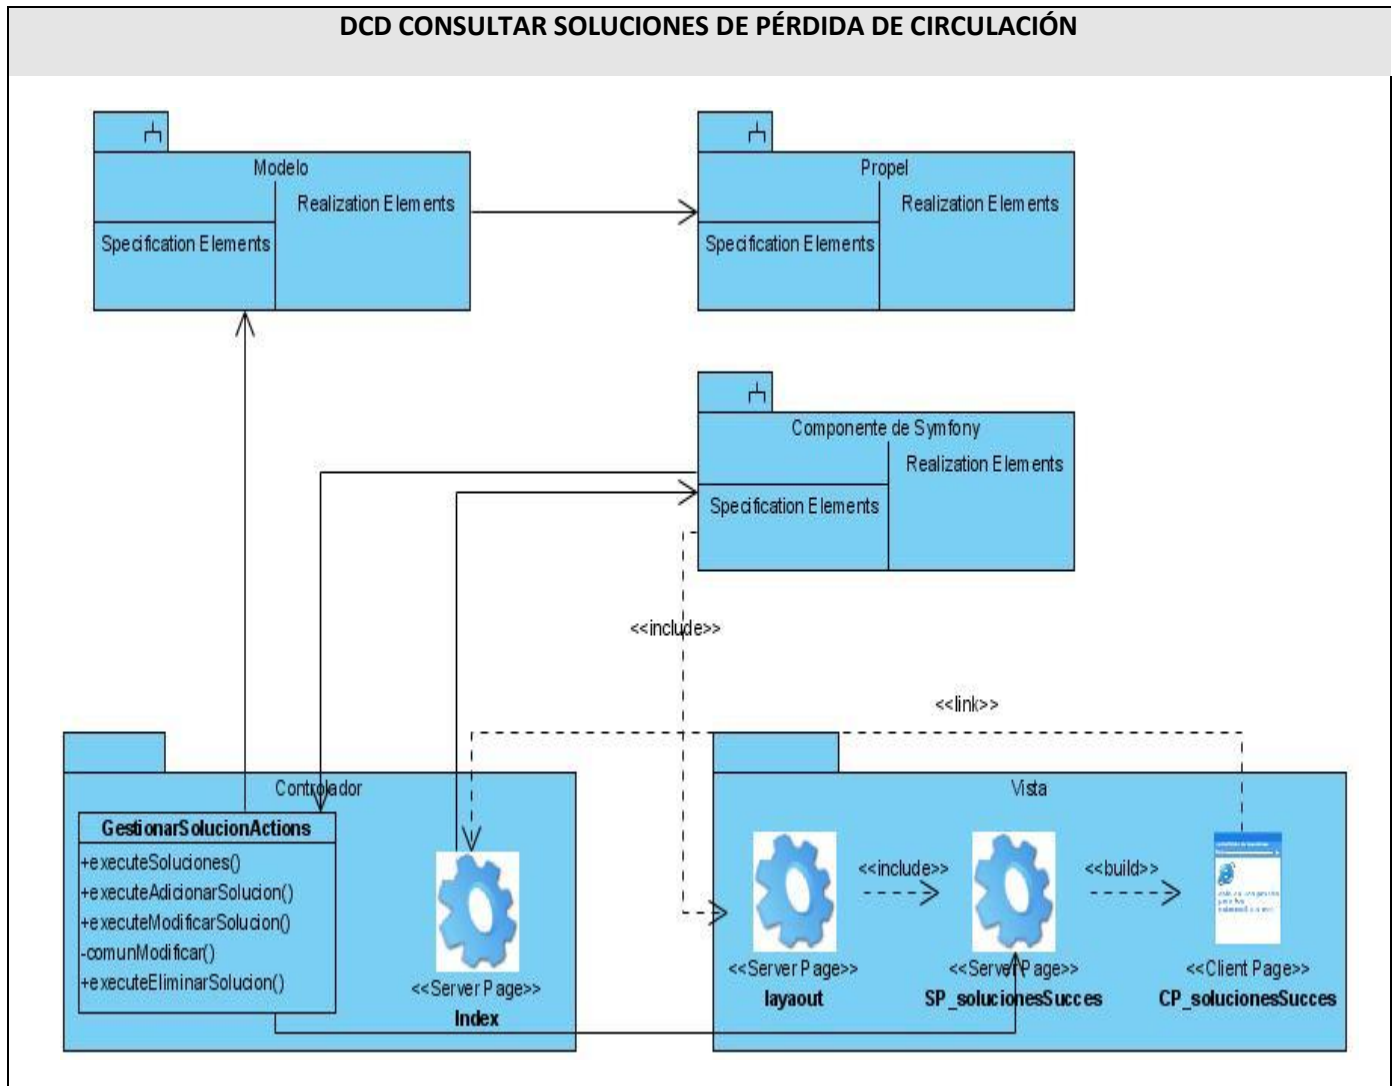 DCD CONSULTAR SOLUCIONES DE PÉRDIDA DE CIRCULACIÓN
Modelo
Realization Elements
Specification Elements
Propel
Realization Elements
Specification Elements
Componente de Symfony
Realization Elements
Specification Elements
<<include>>
<<link>>
Controlador
GestionarSolucionActions
+executeSoluciones()
+executeAdicionarSolucion()
+executeModificarSolucion()
-comunModificar()
+executeEliminarSolucion()
<<Server Page>>
Index
Vista
<<include>>
<<build>>
<<Server Page>>
layaout
<<Server Page>>
SP_solucionesSucces
<<Client Page>>
CP_solucionesSucces